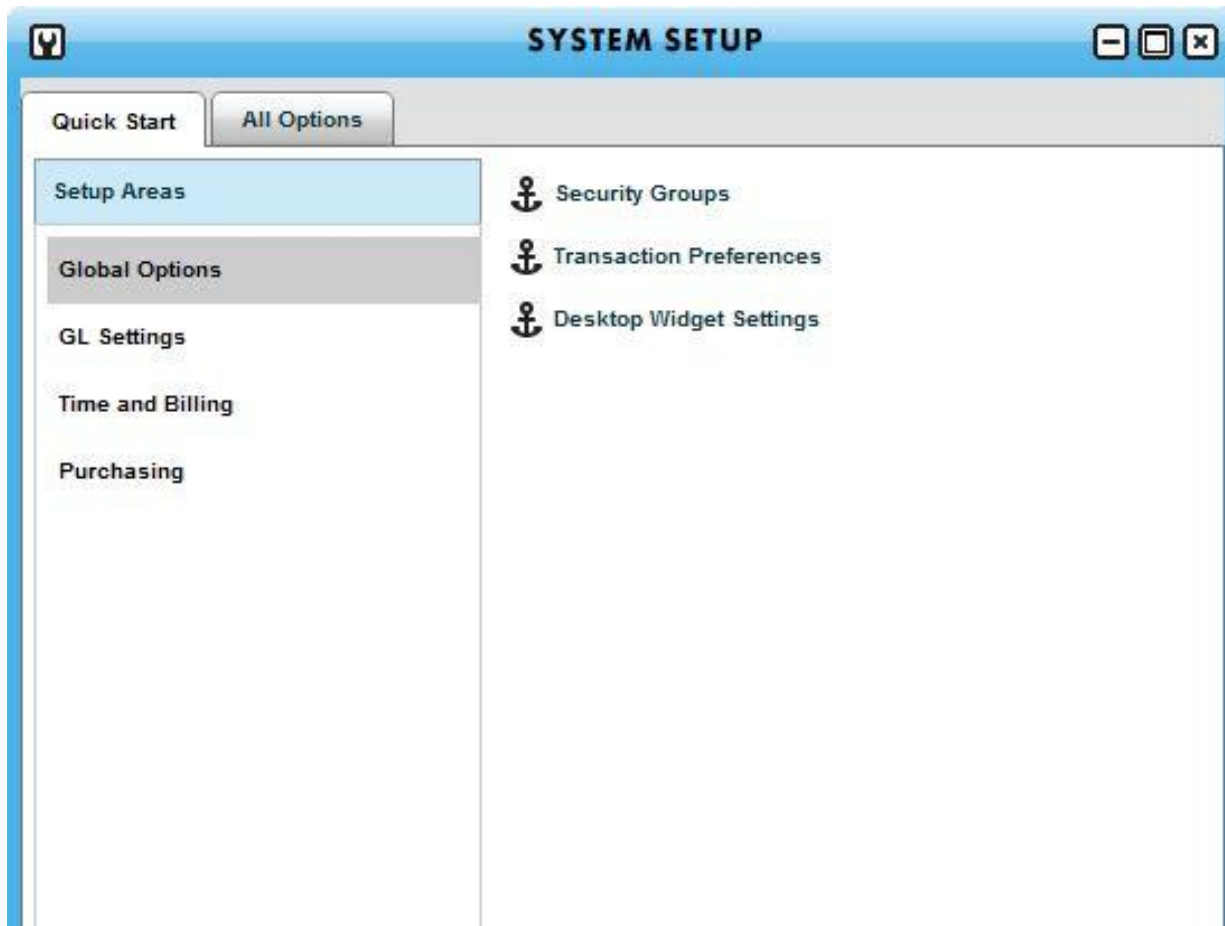 SYSTEM SETUP
Quick Start
All Options
Setup Areas
Global Options
GL Settings
Time and Billing
Purchasing
Security Groups
Transaction Preferences
Desktop Widget Settings